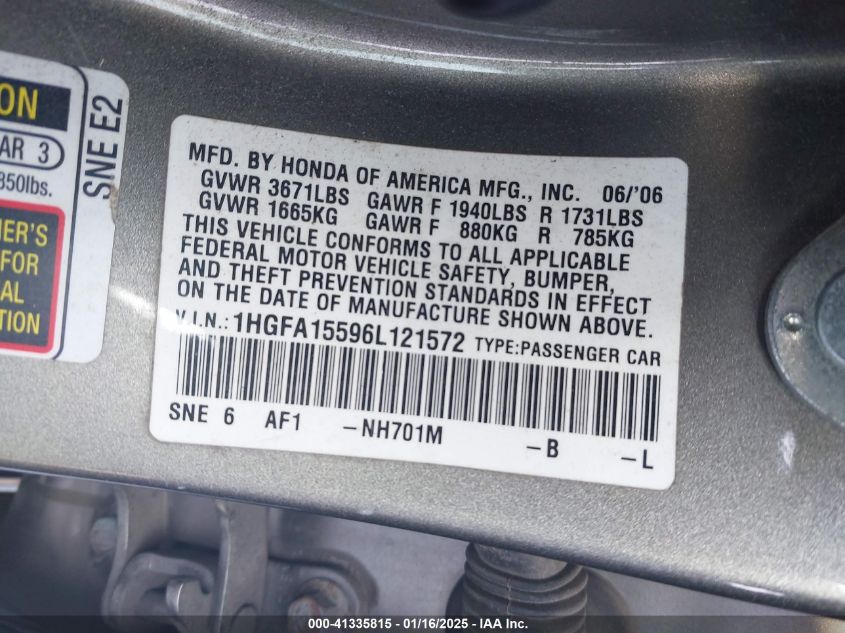 ON
AR 3
850lbs.
ER'S
FOR
AL
TION
SNE E2
MFD. BY HONDA OF AMERICA MFG., INC. 06/'06
GVWR 3671LBS GAWR F 1940LBS R 1731LBS
GVWR 1665KG GAWR F 880KG R 785KG
THIS VEHICLE CONFORMS TO ALL APPLICABLE
FEDERAL MOTOR VEHICLE SAFETY, BUMPER,
AND THEFT PREVENTION STANDARDS IN EFFECT
ON THE DATE OF MANUFACTURE SHOWN ABOVE.
V.I.N.: 1HGFA15596L121572 TYPE:PASSENGER CAR
SNE 6 AF1 -NH701M -B -L
000-41335815 / 01/16/2025 - IAA Inc.